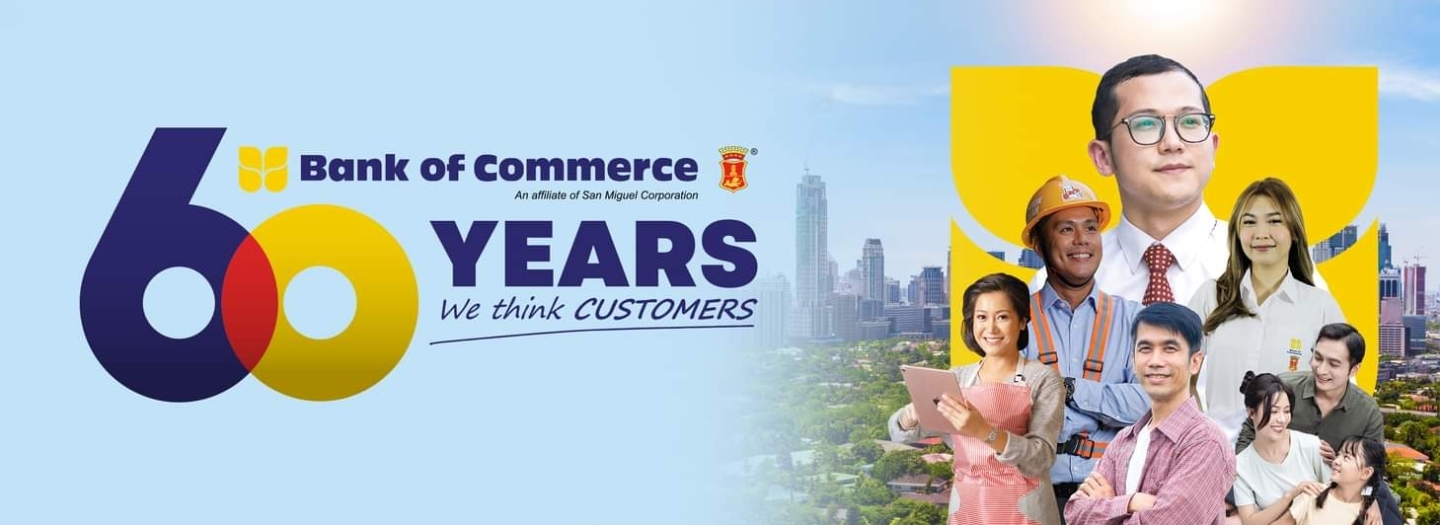 60
Bank of Commerce
An affiliate of San Miguel Corporation
YEARS
We think CUSTOMERS